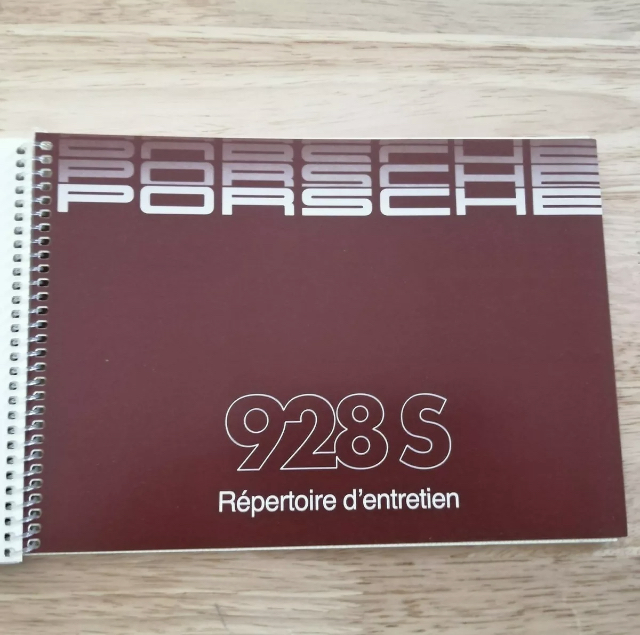 PORSCHE
PORSCHE
PORSCHE
928 S
Répertoire d'entretien